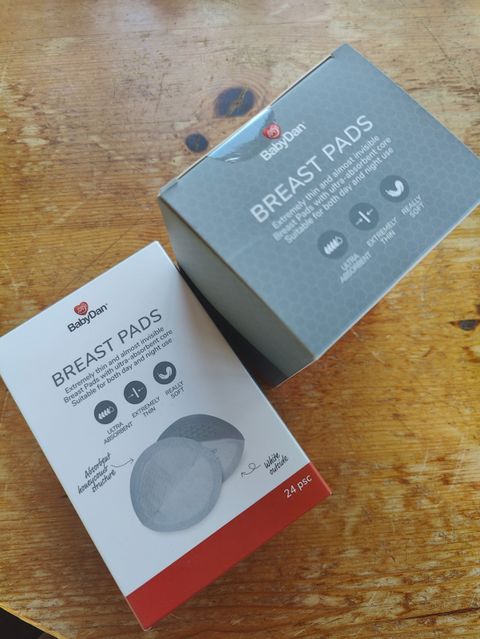 BabyDan
BREAST PADS
Extremely thin and almost invisible
Breast Pads with ultra-absorbent core
Suitable for both day and night use
ULTRA
ABSORBENT
EXTREMELY
THIN
REALLY
SOFT
BabyDan
BREAST PADS
Extremely thin and almost invisible
Breast Pads with ultra-absorbent core
Suitable for both day and night use
ULTRA
ABSORBENT
EXTREMELY
THIN
REALLY
SOFT
Absorbent
honeycomb
structure
White
outside
24 psc